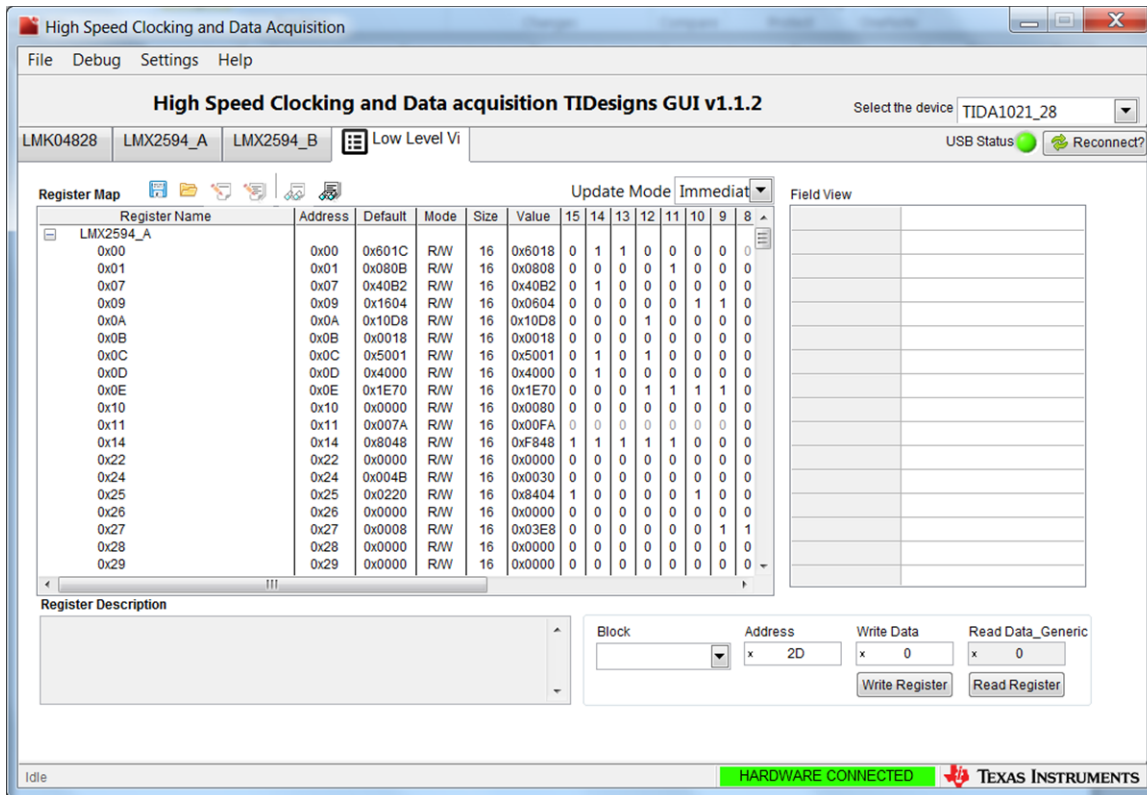 High Speed Clocking and Data Acquisition
File Debug Settings Help
High Speed Clocking and Data acquisition TIDesigns GUI v1.1.2
Select the device TIDA1021_28
LMK04828 LMX2594_A LMX2594_B Low Level Vi
USB Status Reconnect?
Register Map Update Mode Immediat Field View
Register Name Address Default Mode Size Value 15 14 13 12 11 10 9 8
LMX2594_A
0x00 0x00 0x601C R/W 16 0x6018 0 1 1 0 0 0 0 0
0x01 0x01 0x080B R/W 16 0x0808 0 0 0 0 1 0 0 0
0x07 0x07 0x40B2 R/W 16 0x40B2 0 1 0 0 0 0 0 0
0x09 0x09 0x1604 R/W 16 0x0604 0 0 0 0 0 1 1 0
0x0A 0x0A 0x10D8 R/W 16 0x10D8 0 0 0 1 0 0 0 0
0x0B 0x0B 0x0018 R/W 16 0x0018 0 0 0 0 0 0 0 0
0x0C 0x0C 0x5001 R/W 16 0x5001 0 1 0 1 0 0 0 0
0x0D 0x0D 0x4000 R/W 16 0x4000 0 1 0 0 0 0 0 0
0x0E 0x0E 0x1E70 R/W 16 0x1E70 0 0 0 1 1 1 1 0
0x10 0x10 0x0000 R/W 16 0x0080 0 0 0 0 0 0 0 0
0x11 0x11 0x007A R/W 16 0x00FA 0 0 0 0 0 0 0 0
0x14 0x14 0x8048 R/W 16 0xF848 1 1 1 1 1 0 0 0
0x22 0x22 0x0000 R/W 16 0x0000 0 0 0 0 0 0 0 0
0x24 0x24 0x004B R/W 16 0x0030 0 0 0 0 0 0 0 0
0x25 0x25 0x0220 R/W 16 0x8404 1 0 0 0 0 1 0 0
0x26 0x26 0x0000 R/W 16 0x0000 0 0 0 0 0 0 0 0
0x27 0x27 0x0008 R/W 16 0x03E8 0 0 0 0 0 0 1 1
0x28 0x28 0x0000 R/W 16 0x0000 0 0 0 0 0 0 0 0
0x29 0x29 0x0000 R/W 16 0x0000 0 0 0 0 0 0 0 0
Register Description
Block Address Write Data Read Data_Generic
x 2D x 0 x 0
Write Register Read Register
Idle HARDWARE CONNECTED TEXAS INSTRUMENTS